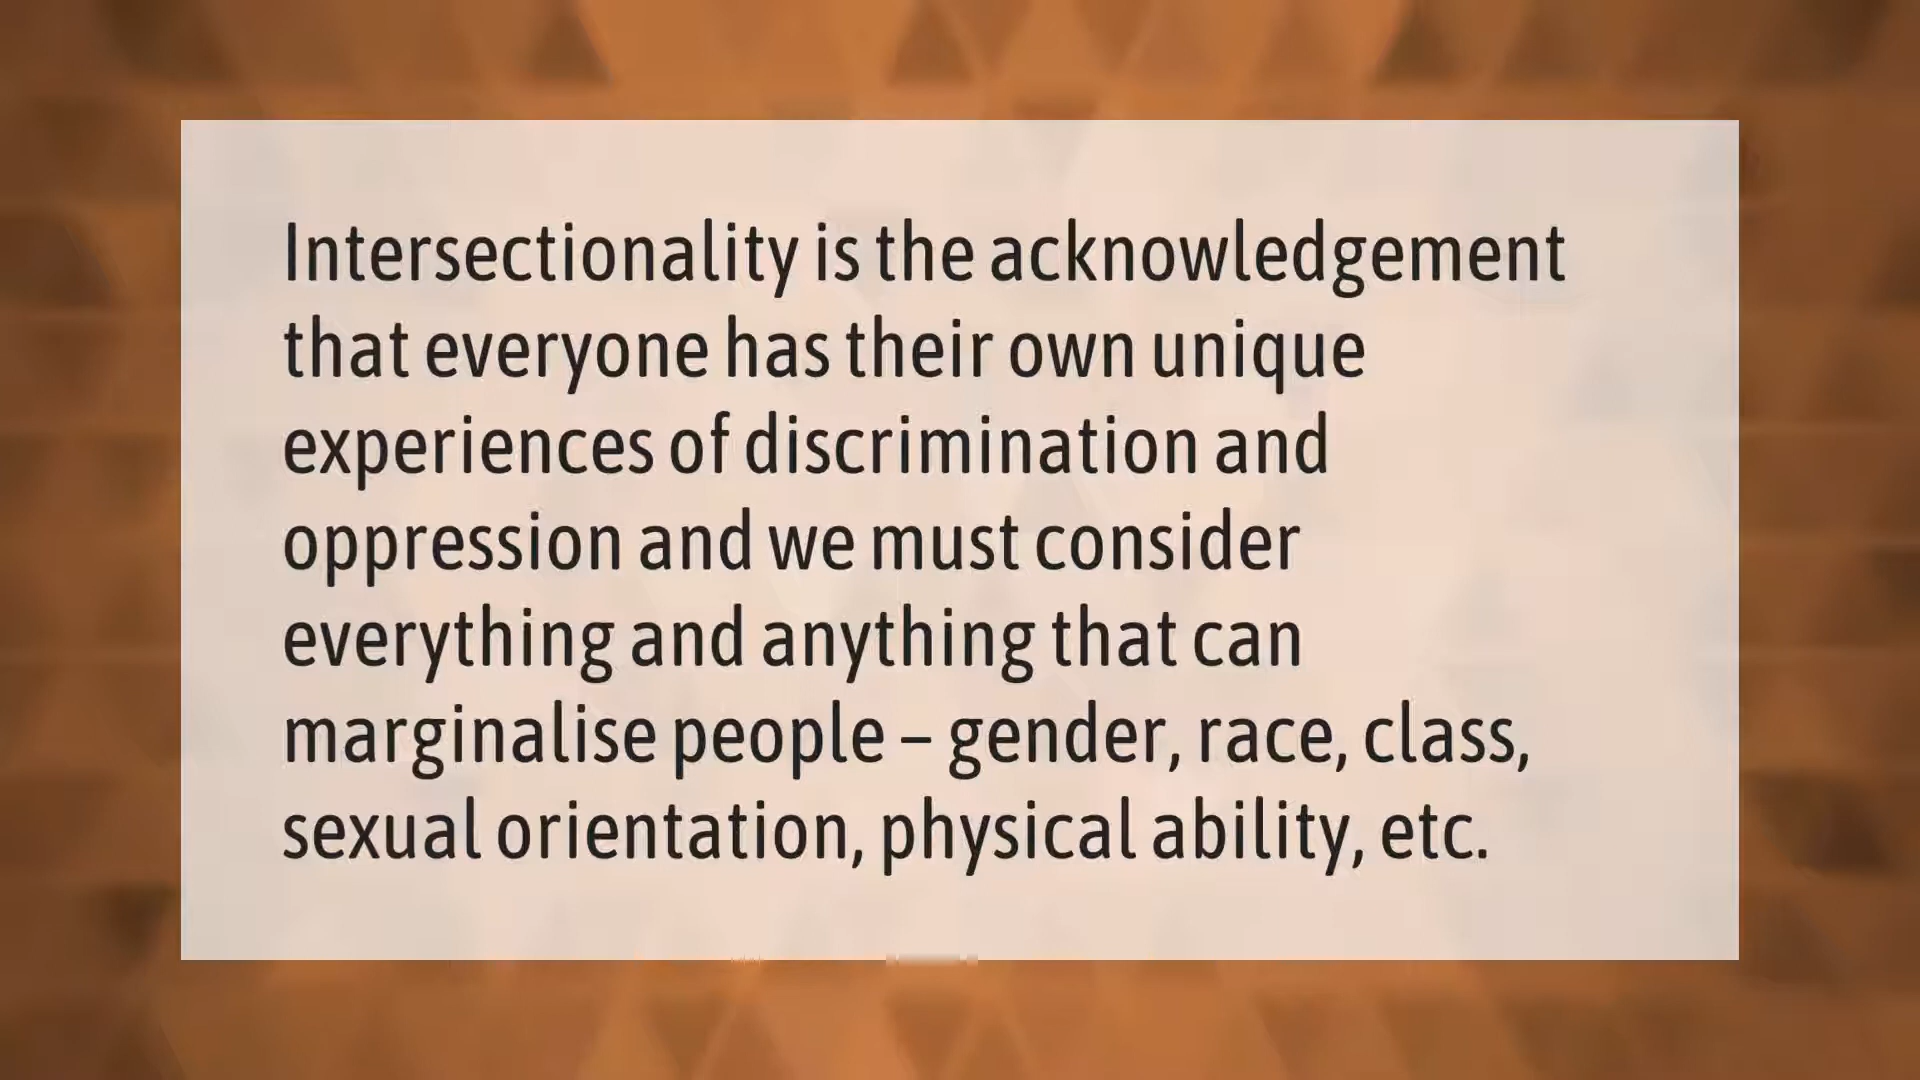 Intersectionality is the acknowledgement
that everyone has their own unique
experiences of discrimination and
oppression and we must consider
everything and anything that can
marginalise people – gender, race, class,
sexual orientation, physical ability, etc.